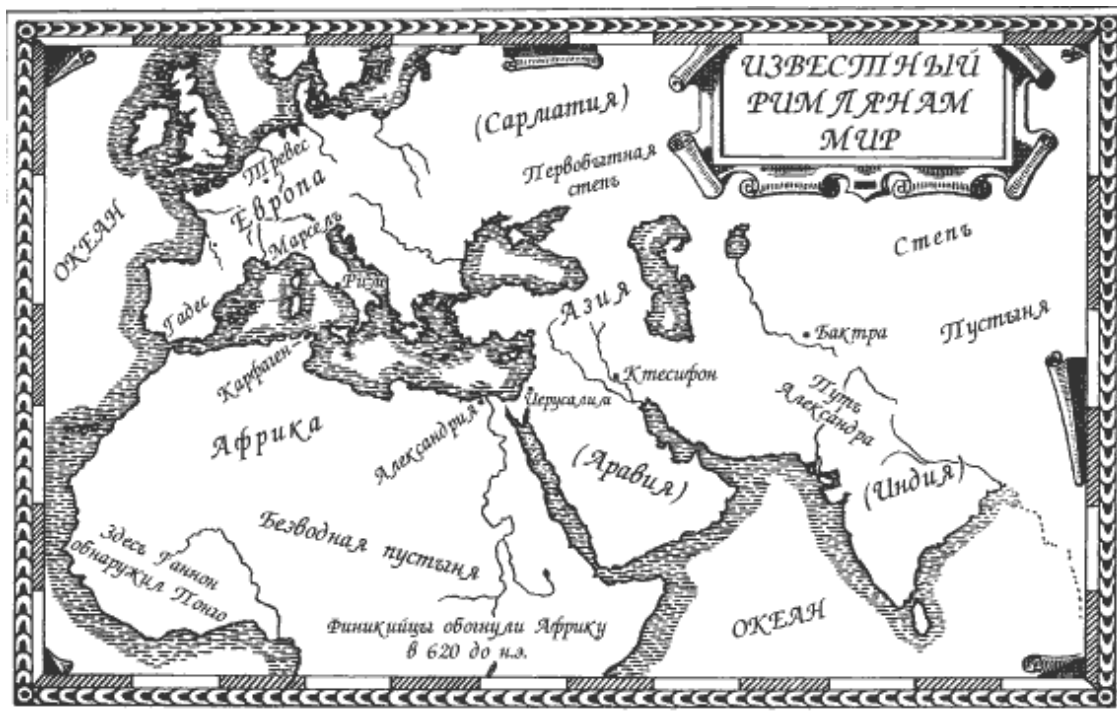 ИЗВЕСТНЫЙ
РИМЛЯНАМ
МИР
(Сарматия)
Первобытная
степь
Тревес
Европа
Марсель
ОКЕАН
Степь
Рим
Гадес
Азия
Пустыня
Бактра
Карфаген
Ктесифон
Путь
Александра
Йерусалим
Александрия
Африка
(Аравия)
(Индия)
Безводная пустыня
Здесь Ганнон
обнаружил Понго
Финикийцы обогнули Африку
в 620 до н.э.
ОКЕАН